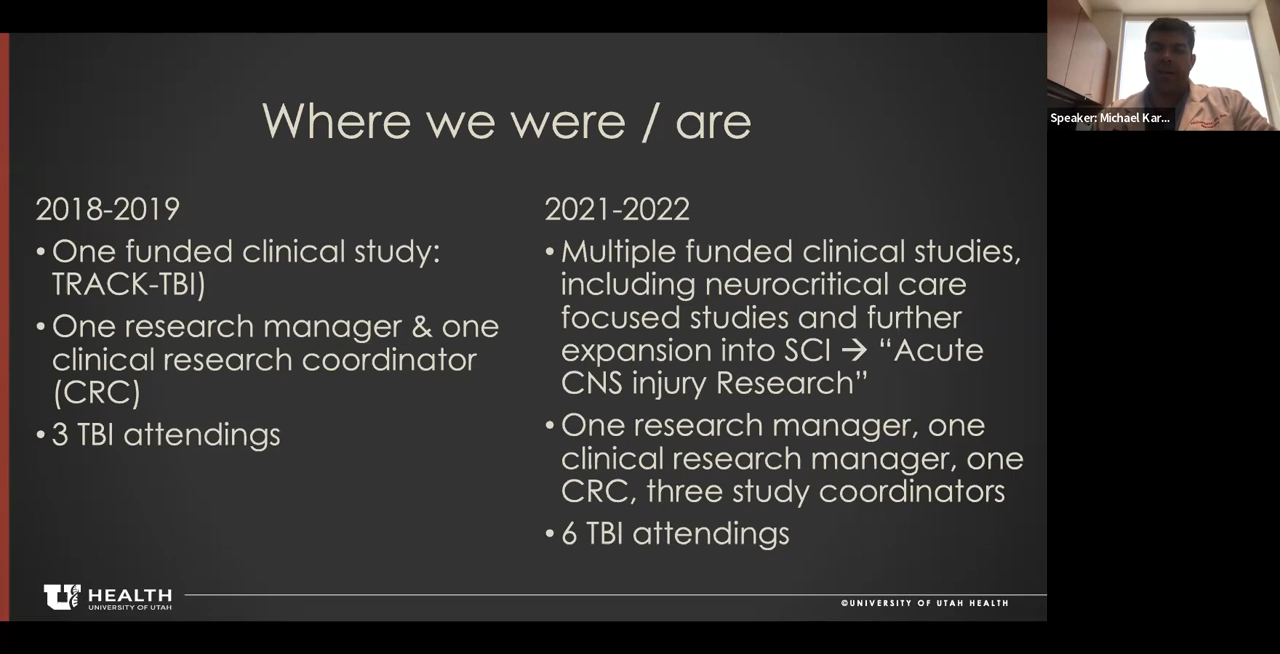 Where we were / are
2018-2019
• One funded clinical study:
TRACK-TBI)
• One research manager & one
clinical research coordinator
(CRC)
• 3 TBI attendings
2021-2022
• Multiple funded clinical studies,
including neurocritical care
focused studies and further
expansion into SCI → “Acute
CNS injury Research”
• One research manager, one
clinical research manager, one
CRC, three study coordinators
• 6 TBI attendings
U HEALTH
UNIVERSITY OF UTAH
©UNIVERSITY OF UTAH HEALTH
Speaker: Michael Kar...